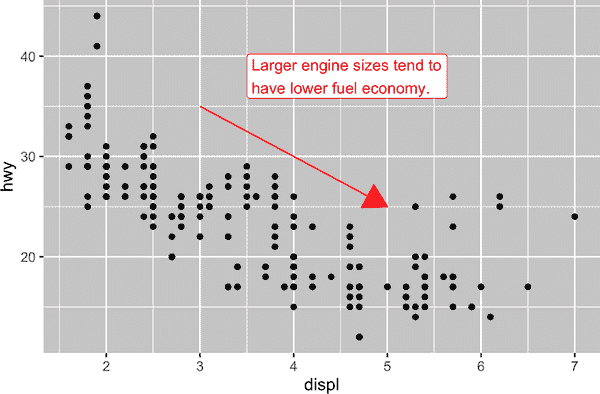 40
Larger engine sizes tend to
have lower fuel economy.
30
hwy
20
2 3 4 5 6 7
displ